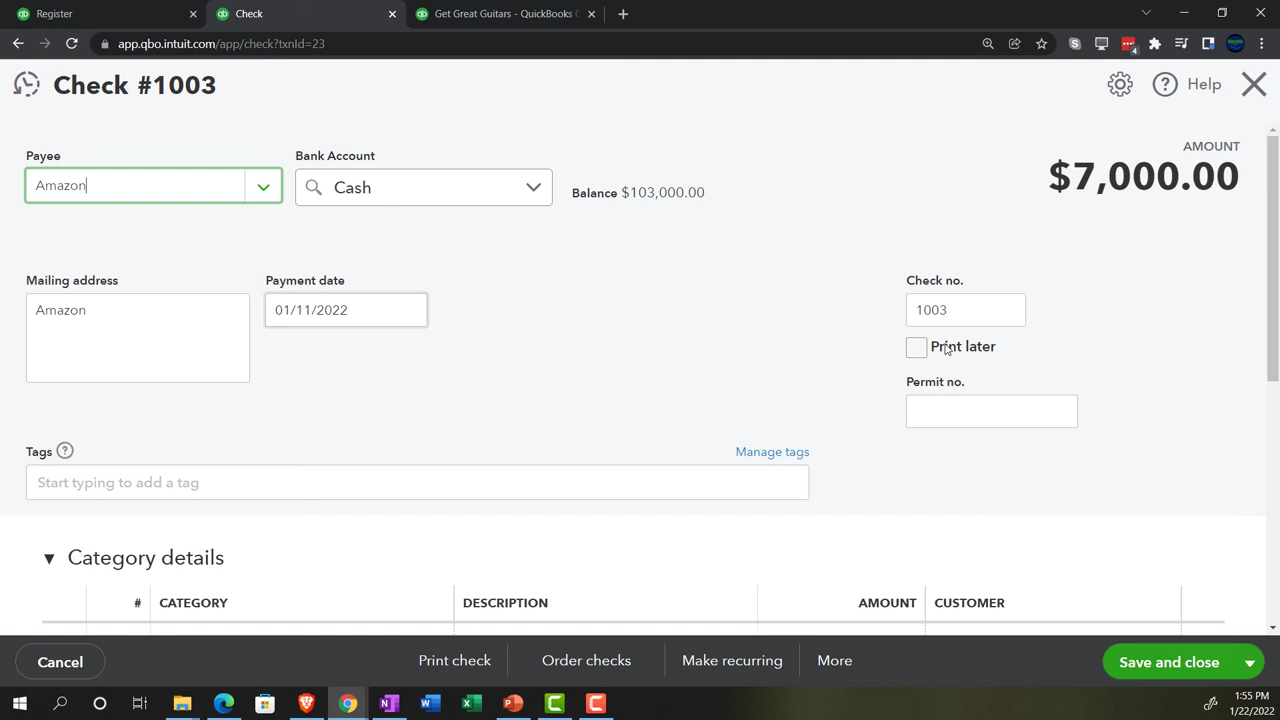 Register
Check
Get Great Guitars - QuickBooks
app.qbo.intuit.com/app/check?txnId=23
4
Check #1003
Help
Payee
Bank Account
AMOUNT
Amazon
Cash
Balance $103,000.00
$7,000.00
Mailing address
Payment date
Check no.
Amazon
01/11/2022
1003
Print later
Permit no.
Tags
Manage tags
Start typing to add a tag
Category details
# CATEGORY DESCRIPTION AMOUNT CUSTOMER
Cancel
Print check
Order checks
Make recurring
More
Save and close
1:55 PM
1/22/2022